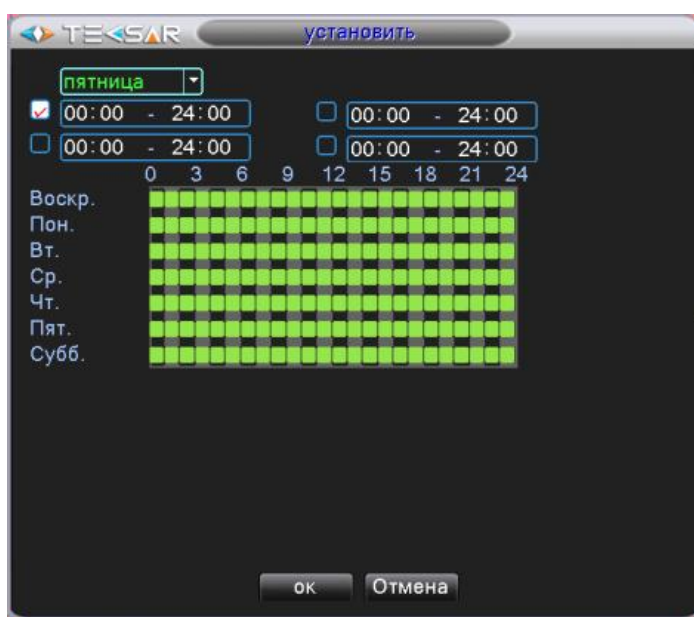 TEKSAR установить
пятница
00:00 - 24:00 00:00 - 24:00
00:00 - 24:00 00:00 - 24:00
0 3 6 9 12 15 18 21 24
Воскр.
Пон.
Вт.
Ср.
Чт.
Пят.
Субб.
ок Отмена